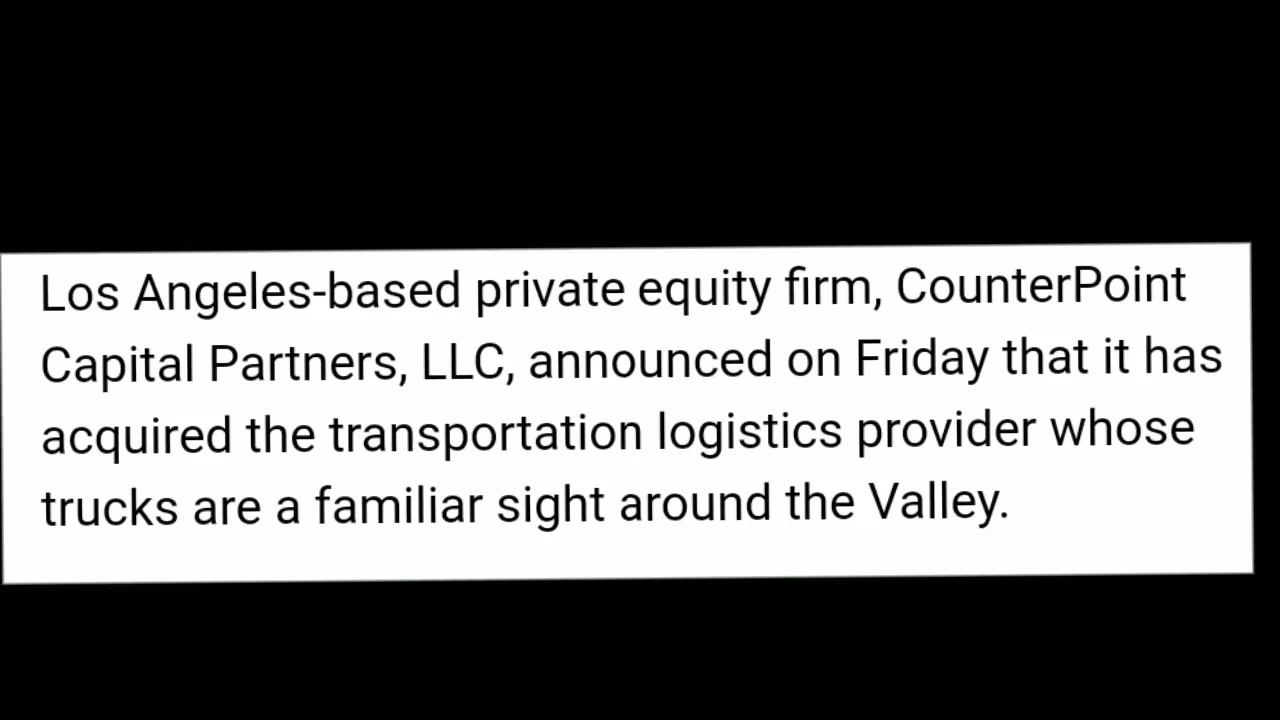 Los Angeles-based private equity firm, CounterPoint
Capital Partners, LLC, announced on Friday that it has
acquired the transportation logistics provider whose
trucks are a familiar sight around the Valley.